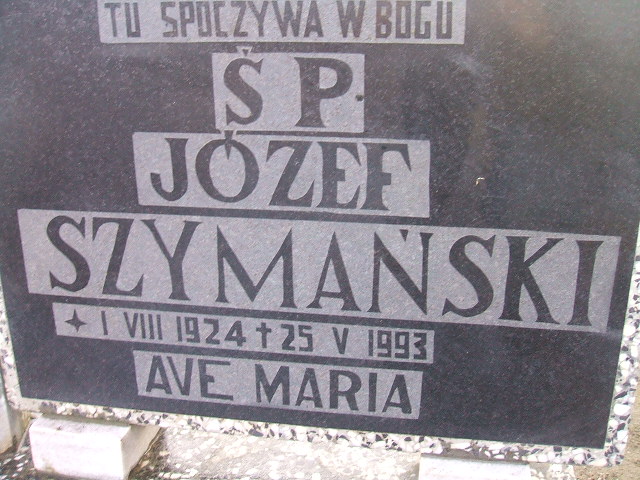 TU SPOCZYWA W BOGU
Ś P.
JÓZEF
SZYMAŃSKI
✦ 1 VIII 1924 ✝ 25 V 1993
AVE MARIA